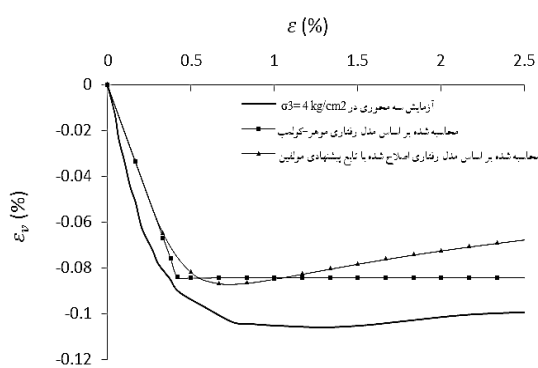 ε (%)
0 0.5 1 1.5 2 2.5
0
-0.02
-0.04
-0.06
-0.08
-0.1
-0.12
εᵥ (%)
آزمایش سه محوری در σ3= 4 kg/cm2
محاسبه شده بر اساس مدل رفتاری موهر-کولمب
محاسبه شده بر اساس مدل رفتاری اصلاح شده با تابع پیشنهادی مولفین